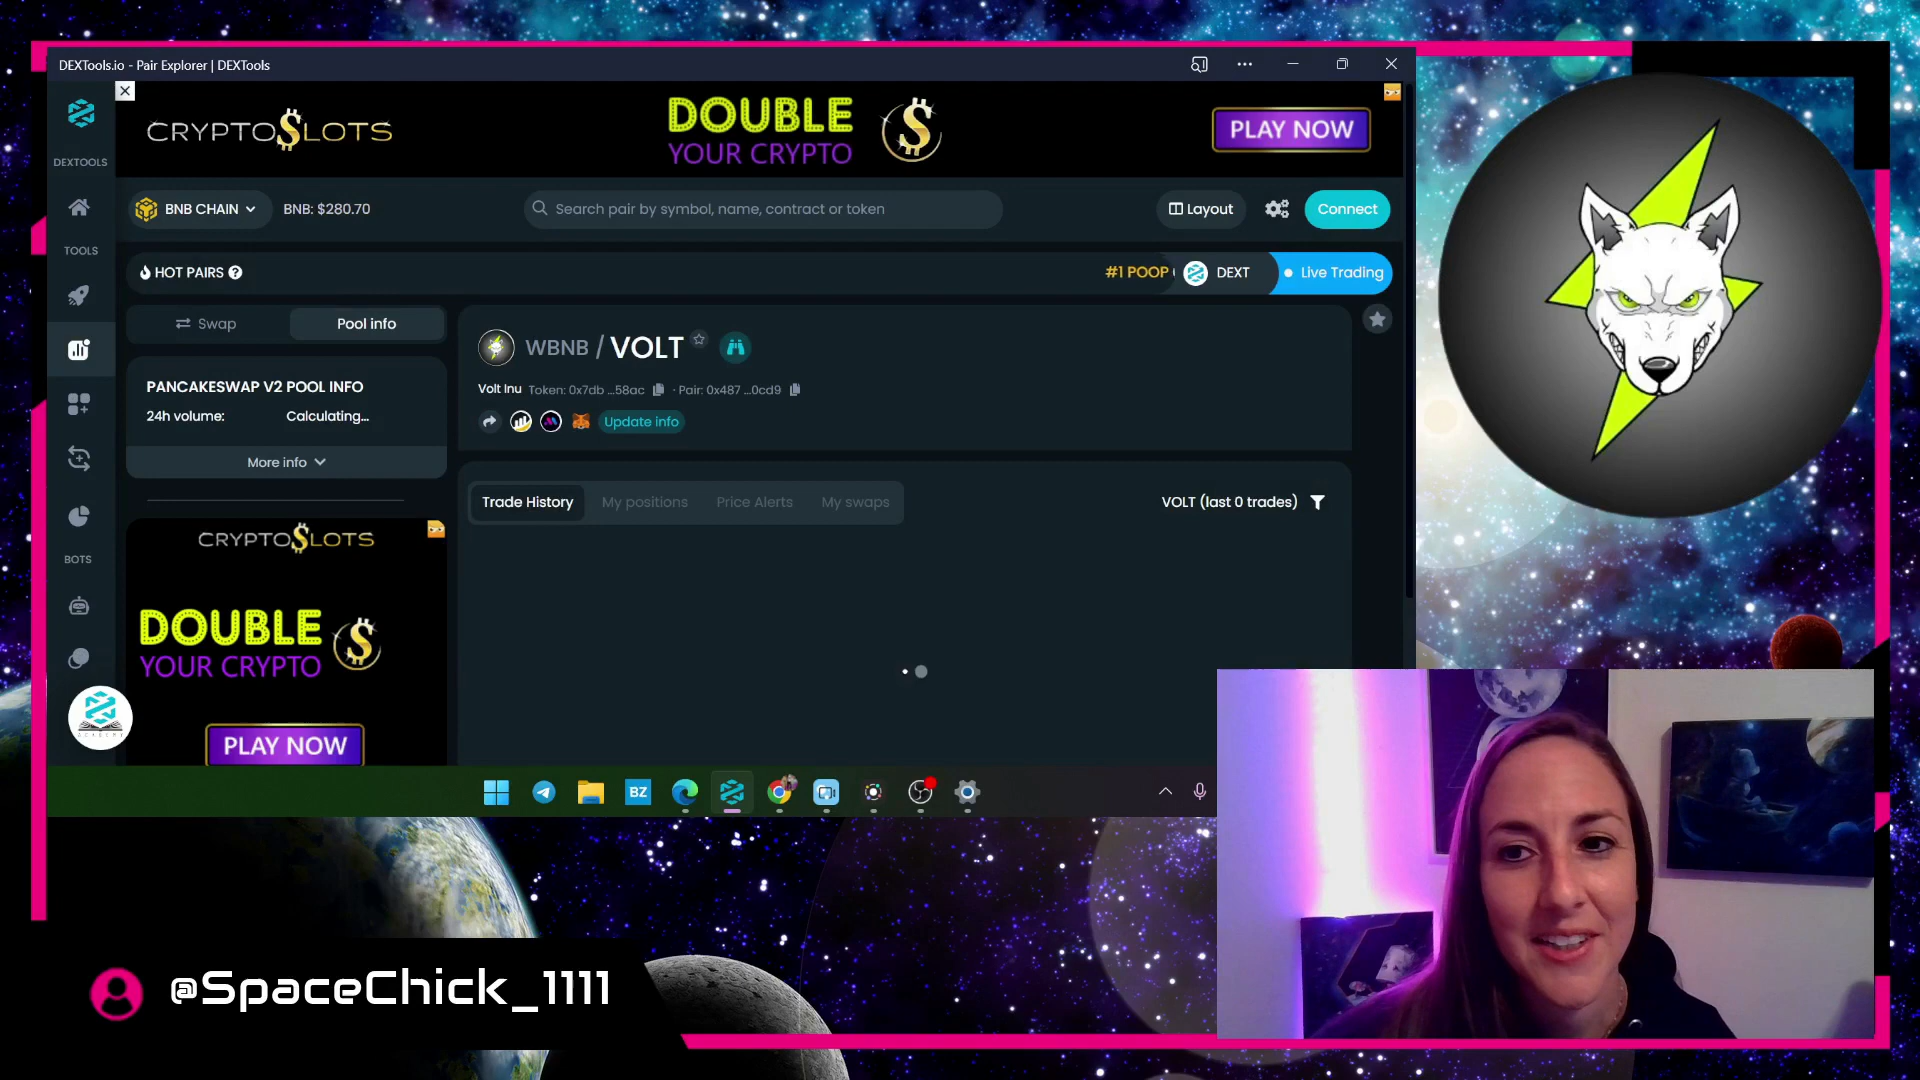 DEXTools.io - Pair Explorer | DEXTools
CRYPTO$LOTS
DOUBLE
YOUR CRYPTO
PLAY NOW
DEXTOOLS
BNB CHAIN
BNB: $280.70
Search pair by symbol, name, contract or token
Layout
Connect
TOOLS
HOT PAIRS
#1 POOP
DEXT
Live Trading
Swap
Pool info
WBNB / VOLT
PANCAKESWAP V2 POOL INFO
24h volume:
Calculating...
More info
Volt Inu Token: 0x7db ...58ac · Pair: 0x487 ...0cd9
Update info
Trade History
My positions
Price Alerts
My swaps
VOLT (last 0 trades)
CRYPTO$LOTS
BOTS
DOUBLE
YOUR CRYPTO
ACADEMY
PLAY NOW
BZ
@SpaceChick_1111